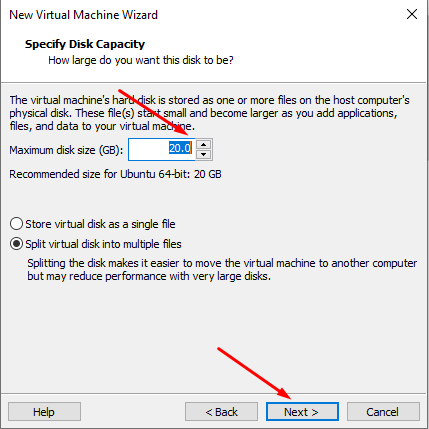 New Virtual Machine Wizard
Specify Disk Capacity
How large do you want this disk to be?
The virtual machine's hard disk is stored as one or more files on the host computer's
physical disk. These file(s) start small and become larger as you add applications,
files, and data to your virtual machine.
Maximum disk size (GB): 20.0
Recommended size for Ubuntu 64-bit: 20 GB
Store virtual disk as a single file
Split virtual disk into multiple files
Splitting the disk makes it easier to move the virtual machine to another computer
but may reduce performance with very large disks.
Help < Back Next > Cancel